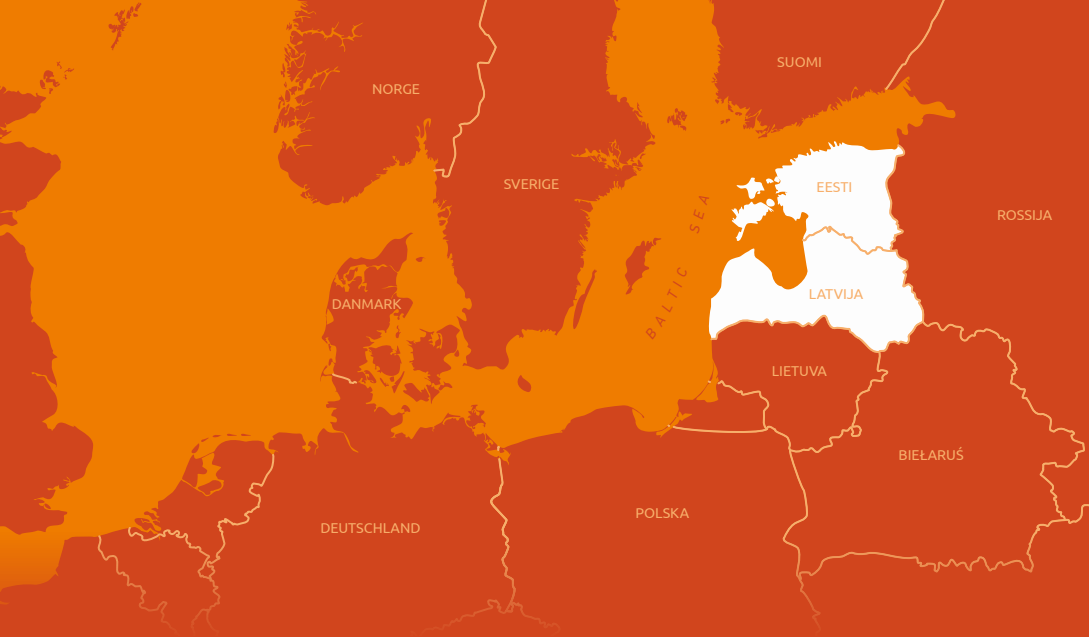 SUOMI
NORGE
SVERIGE
EESTI
BALTIC SEA
ROSSIJA
DANMARK
LATVIJA
LIETUVA
BIEŁARUŚ
POLSKA
DEUTSCHLAND